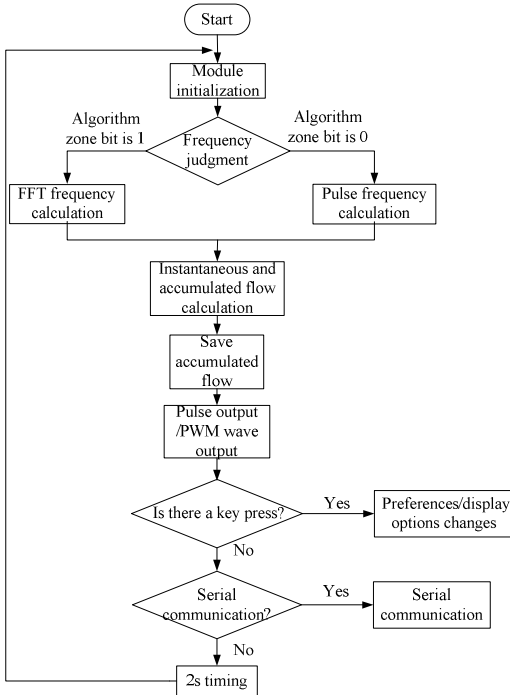 Start
Module
initialization
Algorithm
zone bit is 1
Frequency
judgment
Algorithm
zone bit is 0
FFT frequency
calculation
Pulse frequency
calculation
Instantaneous and
accumulated flow
calculation
Save
accumulated
flow
Pulse output
/PWM wave
output
Is there a key press?
Yes
Preferences/display
options changes
No
Serial
communication?
Yes
Serial
communication
No
2s timing